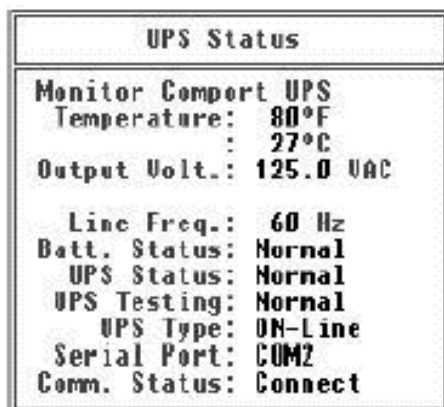 UPS Status
Monitor Comport UPS
Temperature: 80°F
: 27°C
Output Volt.: 125.0 VAC
Line Freq.: 60 Hz
Batt. Status: Normal
UPS Status: Normal
UPS Testing: Normal
UPS Type: ON-Line
Serial Port: COM2
Comm. Status: Connect